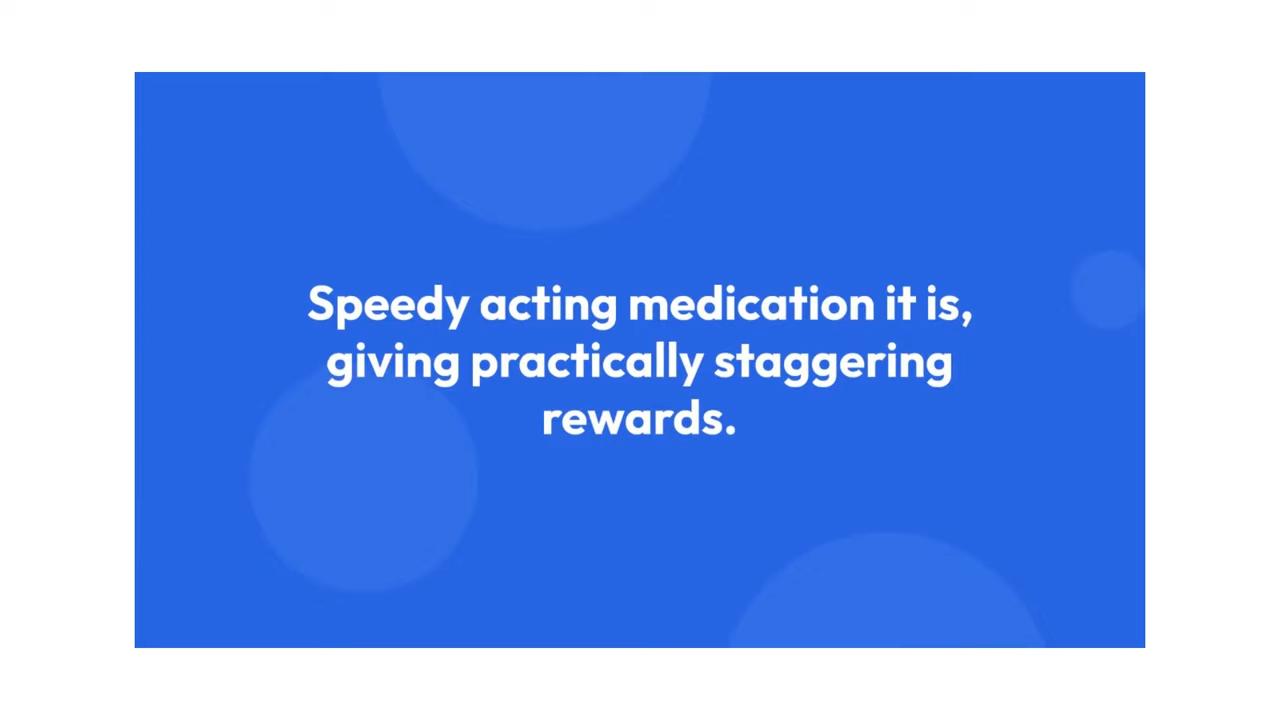 Speedy acting medication it is,
giving practically staggering
rewards.